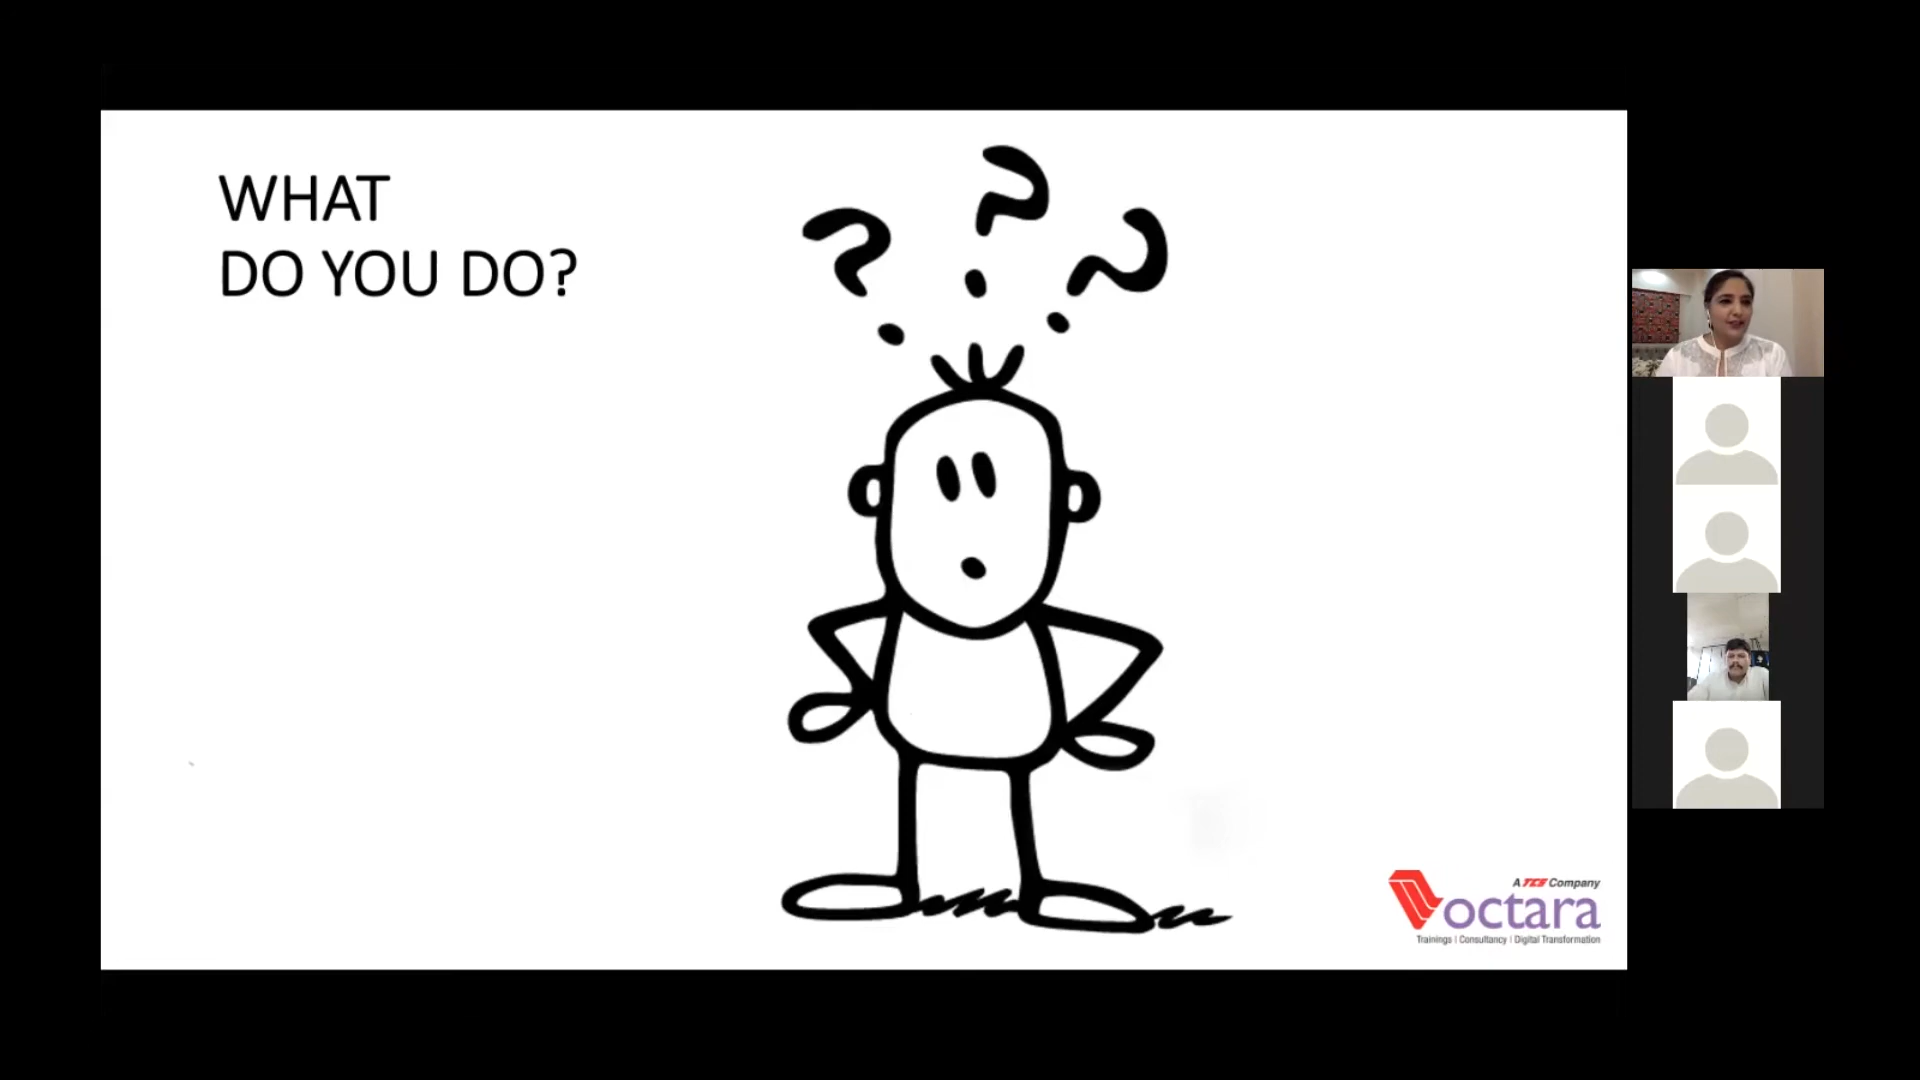 WHAT
DO YOU DO?
A TCS Company
octara
Trainings | Consultancy | Digital Transformation